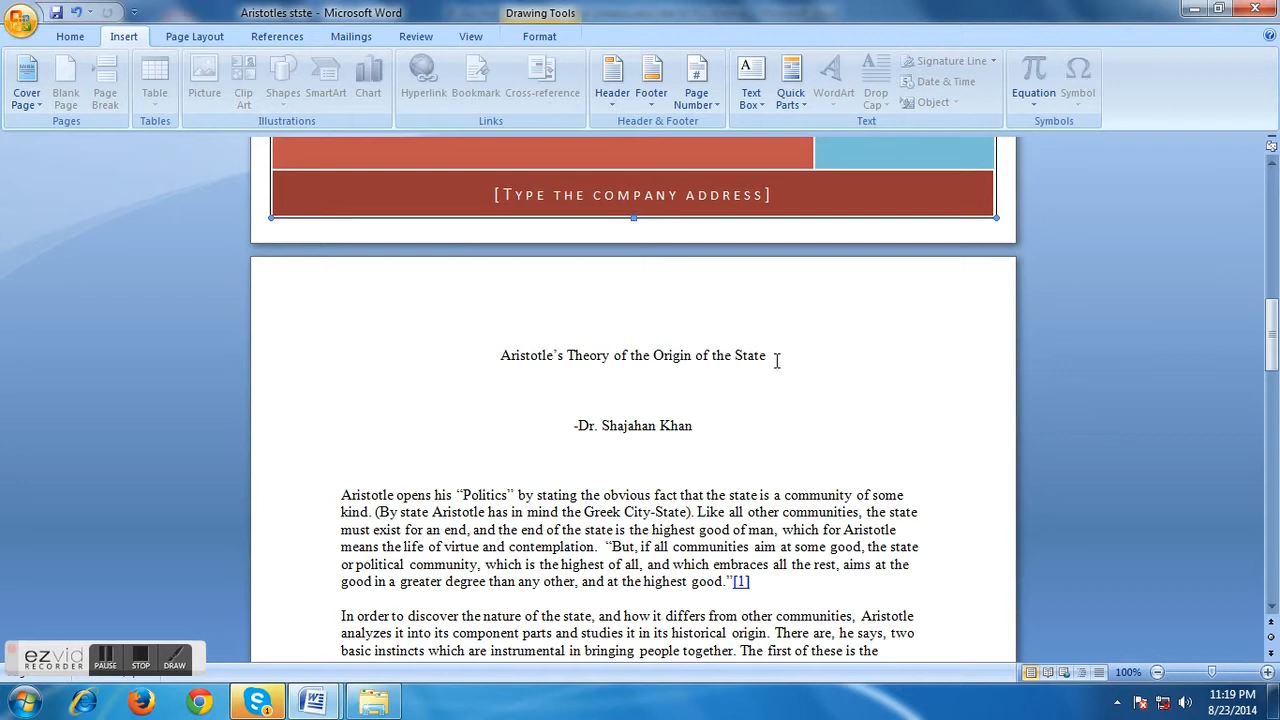 Aristotles stste - Microsoft Word
Drawing Tools
Home Insert Page Layout References Mailings Review View Format
Cover Page Blank Page Page Break Table Picture Clip Art Shapes SmartArt Chart Hyperlink Bookmark Cross-reference Header Footer Page Number Text Box Quick Parts WordArt Drop Cap Signature Line Date & Time Object Equation Symbol
Pages Tables Illustrations Links Header & Footer Text Symbols
[TYPE THE COMPANY ADDRESS]
Aristotle’s Theory of the Origin of the State
-Dr. Shajahan Khan
Aristotle opens his “Politics” by stating the obvious fact that the state is a community of some
kind. (By state Aristotle has in mind the Greek City-State). Like all other communities, the state
must exist for an end, and the end of the state is the highest good of man, which for Aristotle
means the life of virtue and contemplation. “But, if all communities aim at some good, the state
or political community, which is the highest of all, and which embraces all the rest, aims at the
good in a greater degree than any other, and at the highest good.”[1]
In order to discover the nature of the state, and how it differs from other communities, Aristotle
analyzes it into its component parts and studies it in its historical origin. There are, he says, two
basic instincts which are instrumental in bringing people together. The first of these is the
ezvid
RECORDER
PAUSE STOP DRAW
100%
11:19 PM
8/23/2014